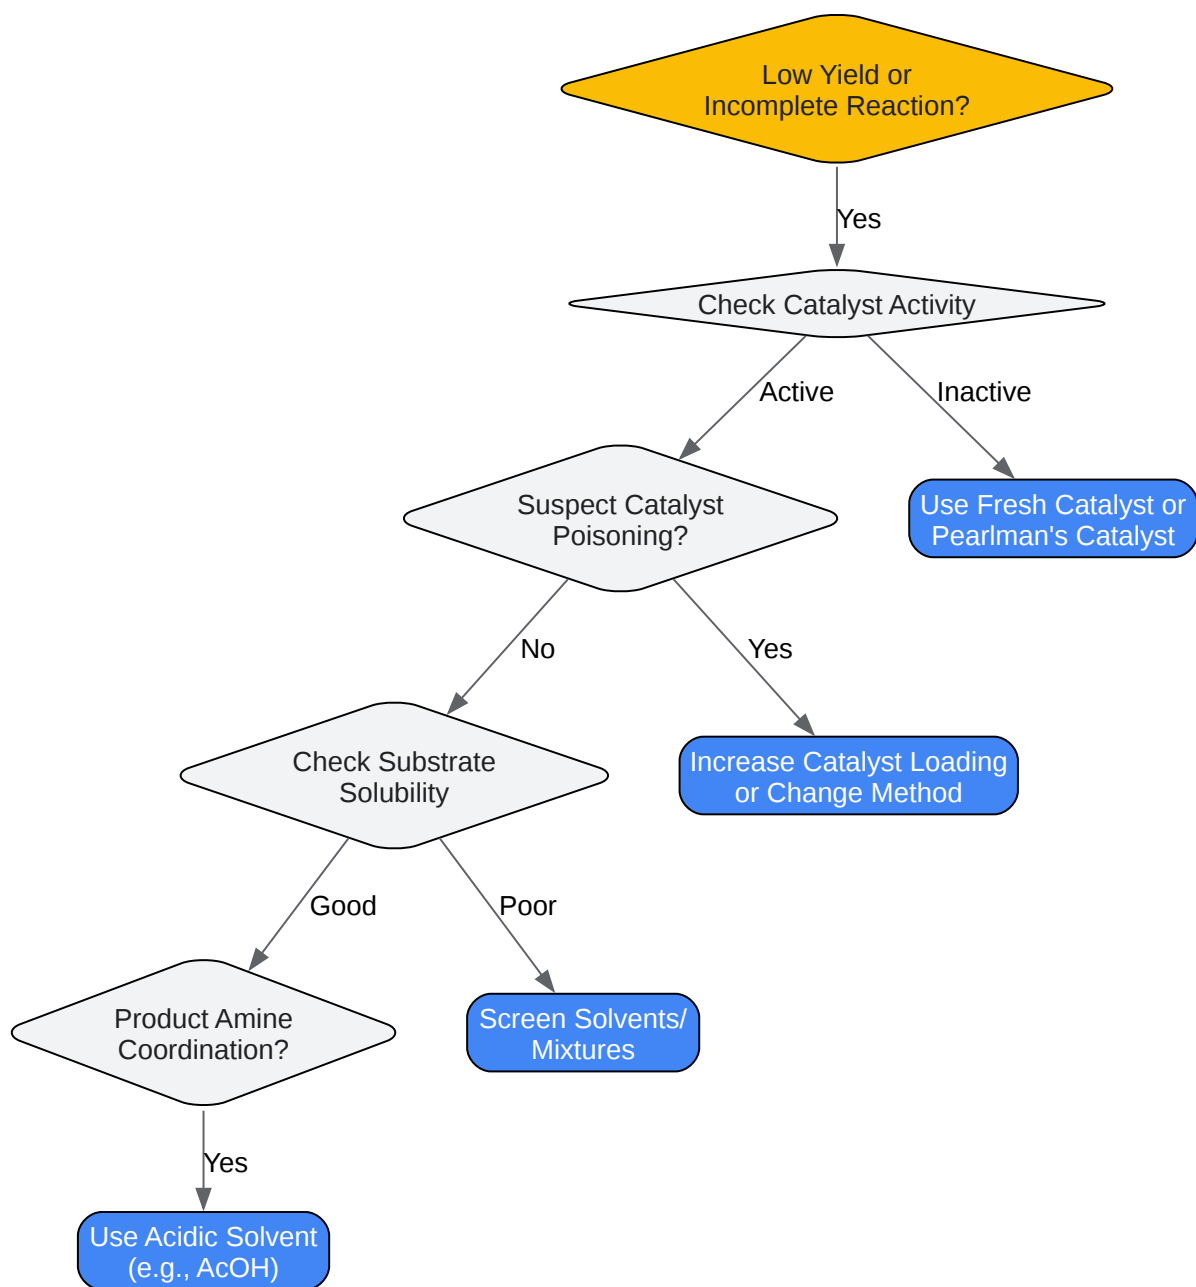 Low Yield or
Incomplete Reaction?
Yes
Check Catalyst Activity
Active
Inactive
Suspect Catalyst
Poisoning?
Use Fresh Catalyst or
Pearlman's Catalyst
No
Yes
Check Substrate
Solubility
Increase Catalyst Loading
or Change Method
Good
Poor
Product Amine
Coordination?
Screen Solvents/
Mixtures
Yes
Use Acidic Solvent
(e.g., AcOH)